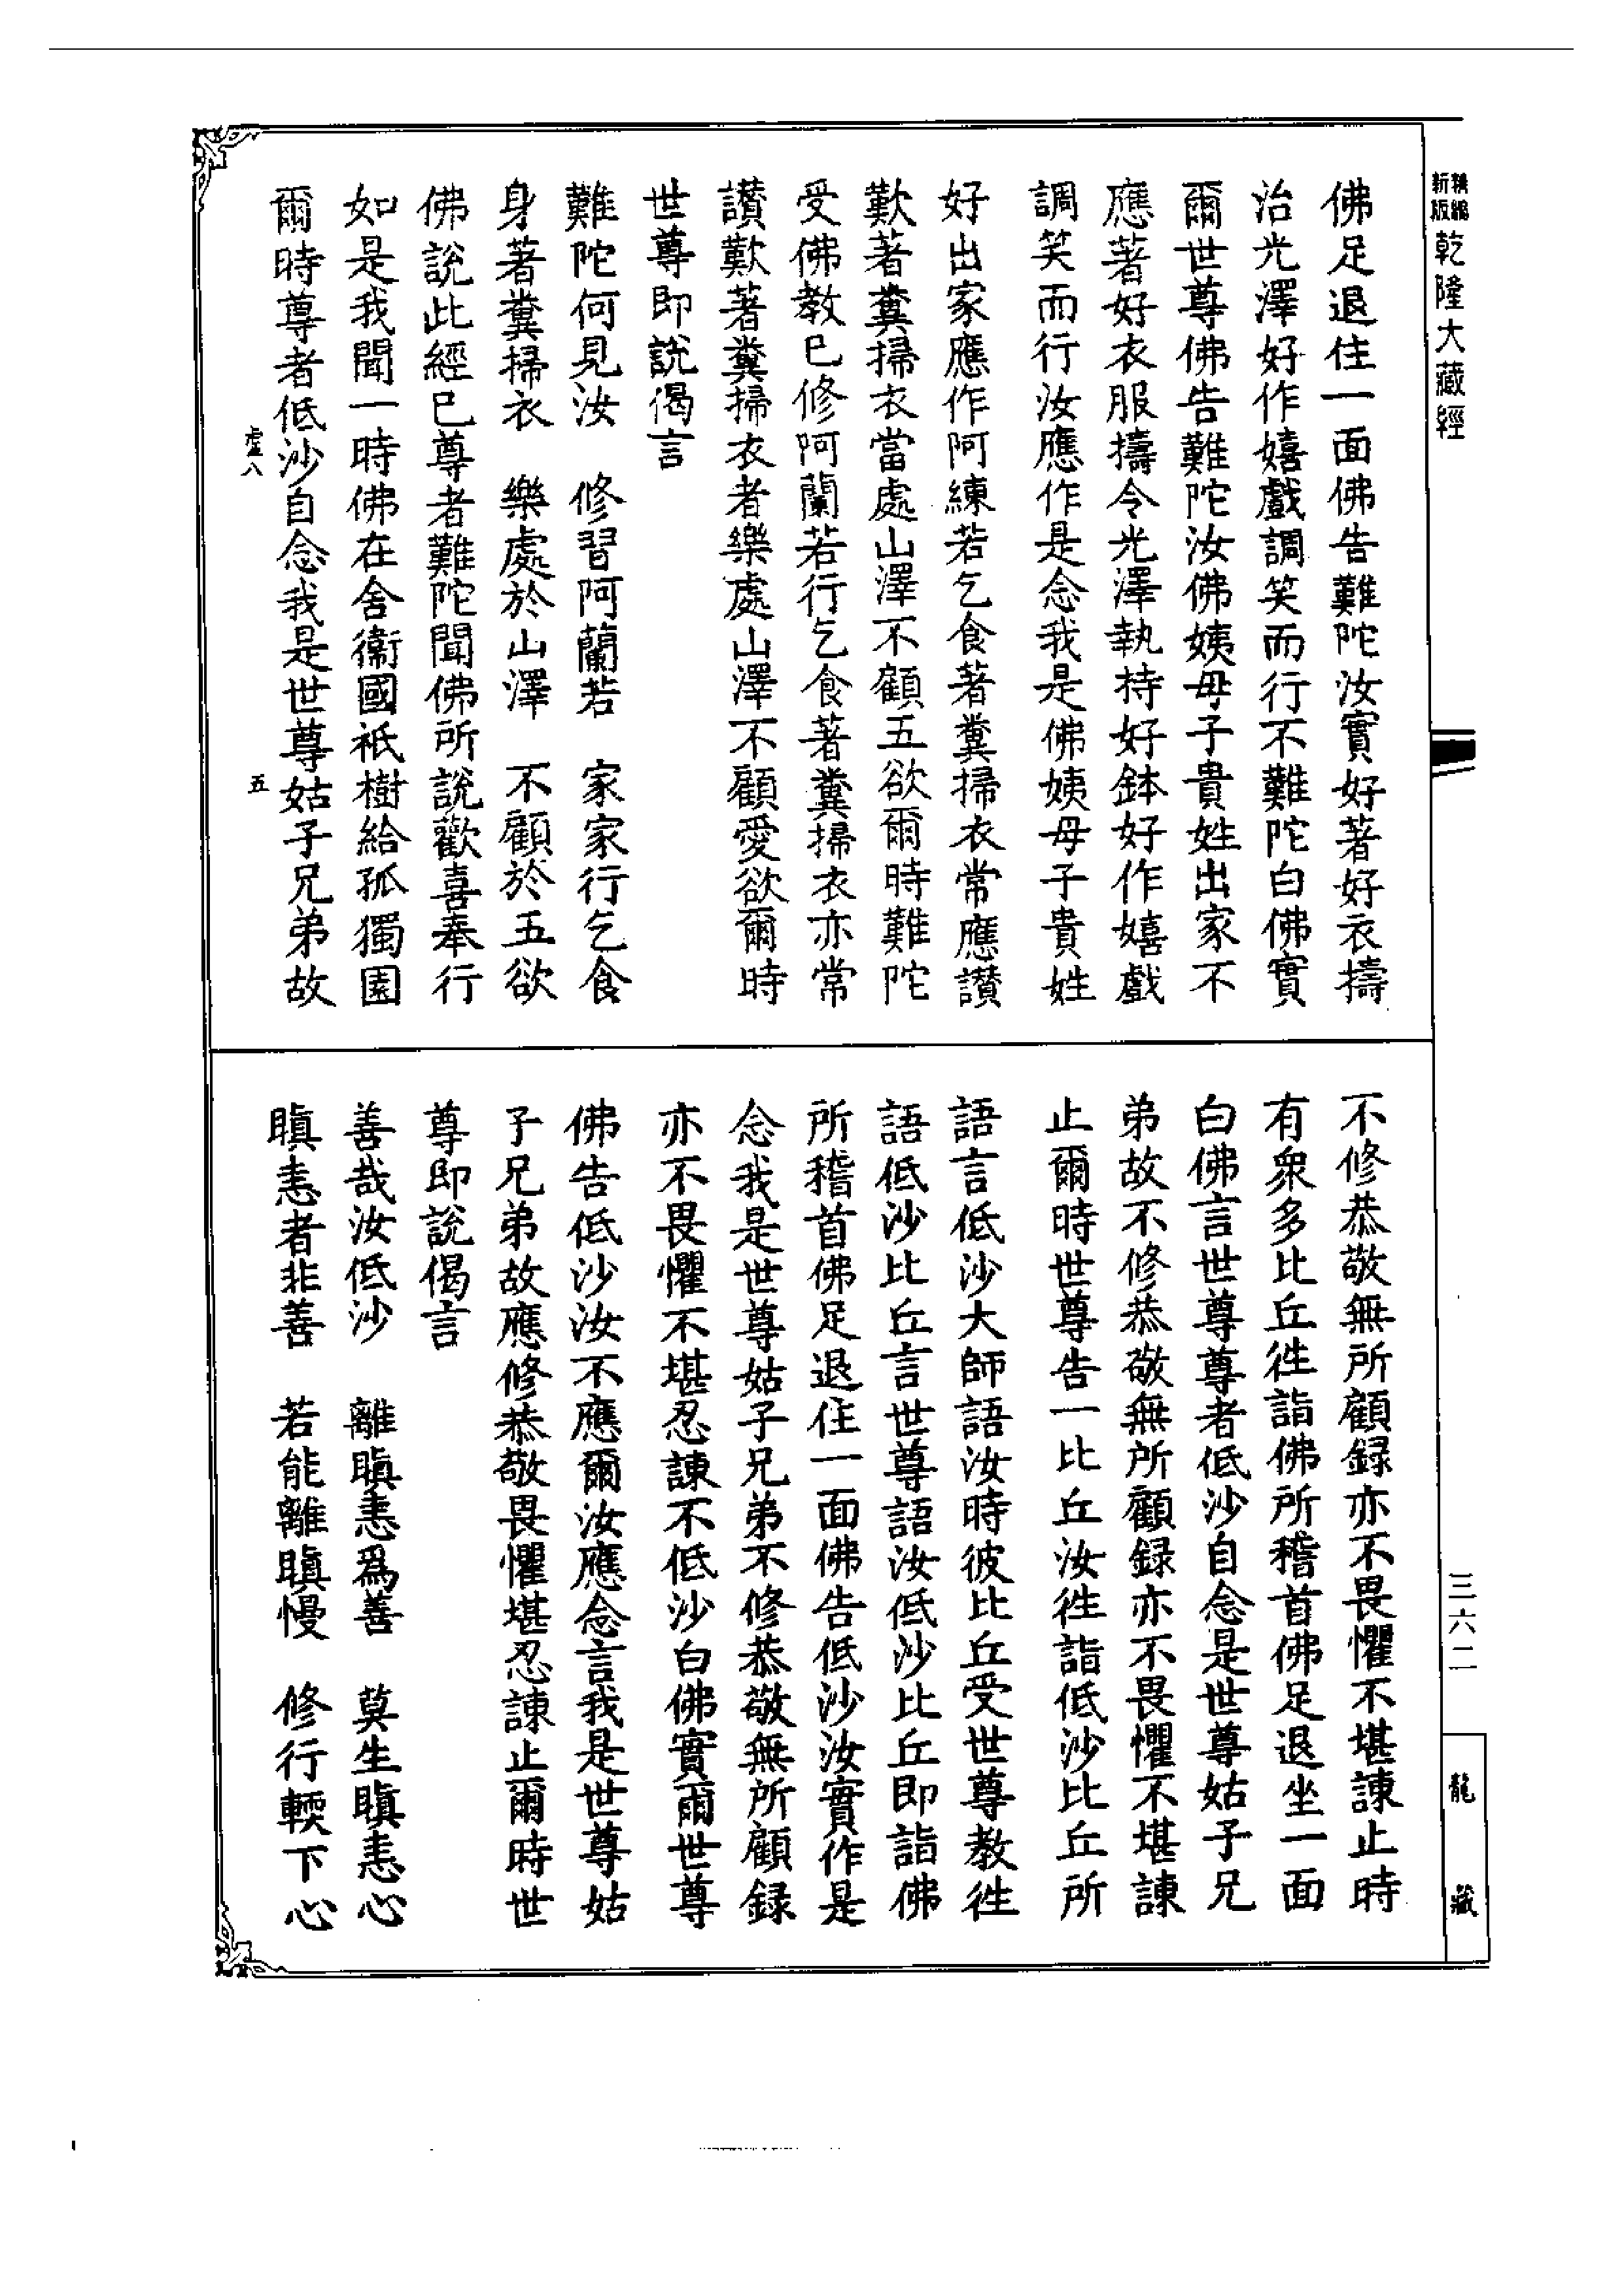 新版精編乾隆大藏經
佛足退住一面佛告難陀汝實好著好衣擣
治光澤好作嬉戲調笑而行不難陀白佛實
爾世尊佛告難陀汝佛姨母子貴姓出家不
應著好衣服擣令光澤執持好鉢好作嬉戲
調笑而行汝應作是念我是佛姨母子貴姓
好出家應作阿練若乞食著糞掃衣常應讃
歎著糞掃衣當處山澤不顧五欲爾時難陀
受佛教已修阿蘭若行乞食著糞掃衣亦常
讃歎著糞掃衣者樂處山澤不顧愛欲爾時
世尊即說偈言
難陀何見汝　修習阿蘭若　家家行乞食
身著糞掃衣　樂處於山澤　不顧於五欲
佛說此經已尊者難陀聞佛所說歡喜奉行
如是我聞一時佛在舍衞國祇樹給孤獨園
爾時尊者低沙自念我是世尊姑子兄弟故
虛八　五
不修恭敬無所顧録亦不畏懼不堪諫止時
有衆多比丘徃詣佛所稽首佛足退坐一面
白佛言世尊尊者低沙自念是世尊姑子兄
弟故不修恭敬無所顧録亦不畏懼不堪諫
止爾時世尊告一比丘汝徃詣低沙比丘所
語言低沙大師語汝時彼比丘受世尊教徃
語低沙比丘言世尊語汝低沙比丘即詣佛
所稽首佛足退住一面佛告低沙汝實作是
念我是世尊姑子兄弟不修恭敬無所顧録
亦不畏懼不堪忍諫不低沙白佛實爾世尊
佛告低沙汝不應爾汝應念言我是世尊姑
子兄弟故應修恭敬畏懼堪忍諫止爾時世
尊即說偈言
善哉汝低沙　離瞋恚爲善　莫生瞋恚心
瞋恚者非善　若能離瞋慢　修行輭下心
三六二
龍藏